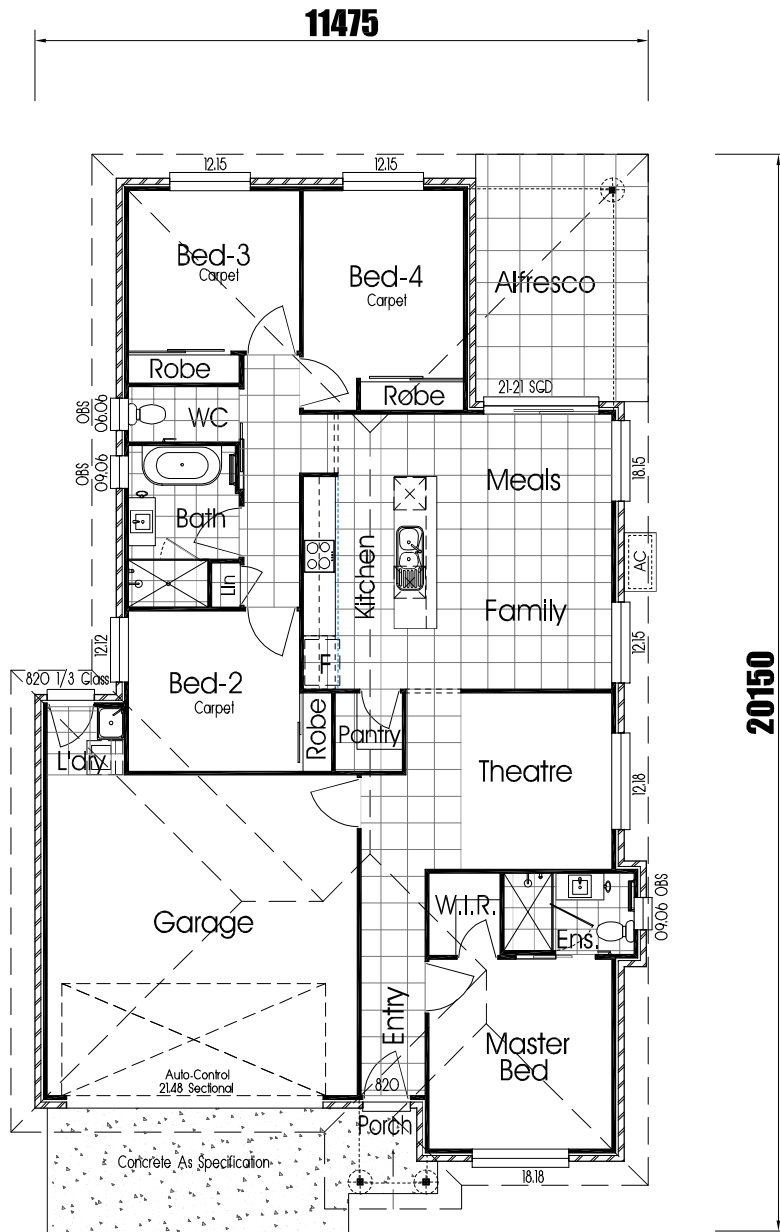 11475
12.15
12.15
Bed-3
Carpet
Bed-4
Carpet
Alfresco
Robe
Robe
21-21 SGD
OBS
06.06
WC
OBS
09.06
Bath
Meals
18.15
Kitchen
AC
Lin
Family
12.12
12.15
F
820 1/3 Glass
Bed-2
Carpet
Robe
Pantry
20150
L'dry
Theatre
12.18
Garage
W.I.R.
Ens.
09.06 OBS
Entry
Master
Bed
Auto-Control
21.48 Sectional
820
Porch
Concrete As Specification
18.18